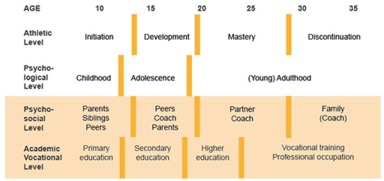 AGE 10 15 20 25 30 35
Athletic Level Initiation Development Mastery Discontinuation
Psycho-logical Level Childhood Adolescence (Young) Adulthood
Psycho-social Level Parents Siblings Peers Peers Coach Parents Partner Coach Family (Coach)
Academic Vocational Level Primary education Secondary education Higher education Vocational training Professional occupation